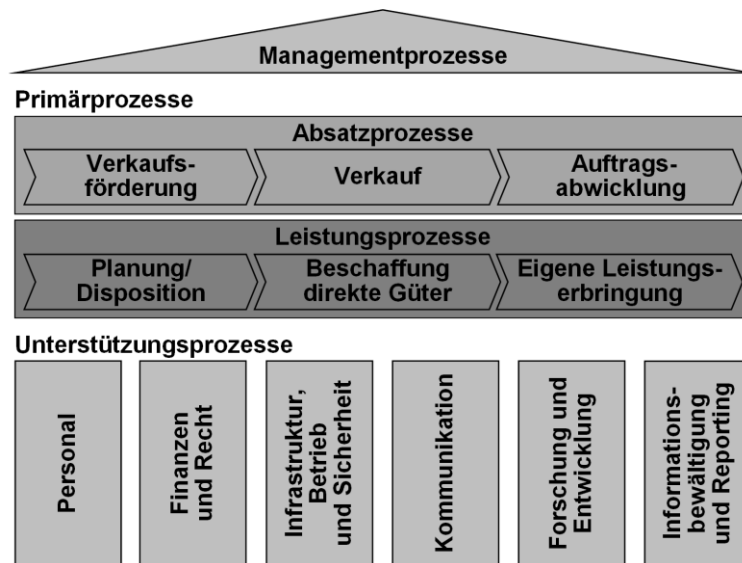 Managementprozesse
Primärprozesse
Absatzprozesse
Verkaufs-
förderung
Verkauf
Auftrags-
abwicklung
Leistungsprozesse
Planung/
Disposition
Beschaffung
direkte Güter
Eigene Leistungs-
erbringung
Unterstützungsprozesse
Personal
Finanzen
und Recht
Infrastruktur,
Betrieb
und Sicherheit
Kommunikation
Forschung und
Entwicklung
Informations-
bewältigung
und Reporting